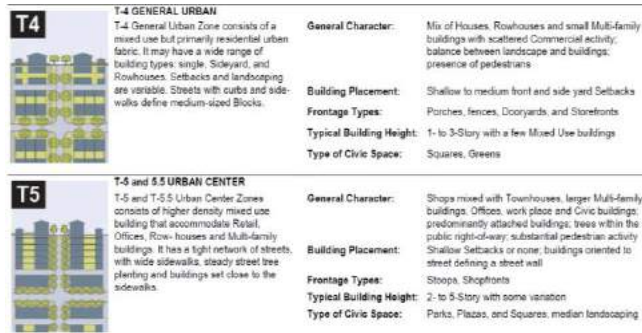 T4
T-4 GENERAL URBAN
T-4 General Urban Zone consists of a
mixed use but primarily residential urban
fabric. It may have a wide range of
building types: single, Sideyard, and
Rowhouses. Setbacks and landscaping
are variable. Streets with curbs and side-
walks define medium-sized Blocks.
General Character: Mix of Houses, Rowhouses and small Multi-family
buildings with scattered Commercial activity;
balance between landscape and buildings;
presence of pedestrians
Building Placement: Shallow to medium front and side yard Setbacks
Frontage Types: Porches, fences, Dooryards, and Storefronts
Typical Building Height: 1- to 3-Story with a few Mixed Use buildings
Type of Civic Space: Squares, Greens
T5
T-5 and 5.5 URBAN CENTER
T-5 and T-5.5 Urban Center Zones
consists of higher density mixed use
building that accommodate Retail,
Offices, Row- houses and Multi-family
buildings. It has a tight network of streets,
with wide sidewalks, steady street tree
planting and buildings set close to the
sidewalks.
General Character: Shops mixed with Townhouses, larger Multi-family
buildings, Offices, work place and Civic buildings;
predominantly attached buildings; trees within the
public right-of-way; substantial pedestrian activity
Building Placement: Shallow Setbacks or none; buildings oriented to
street defining a street wall
Frontage Types: Stoops, Shopfronts
Typical Building Height: 2- to 5-Story with some variation
Type of Civic Space: Parks, Plazas, and Squares, median landscaping